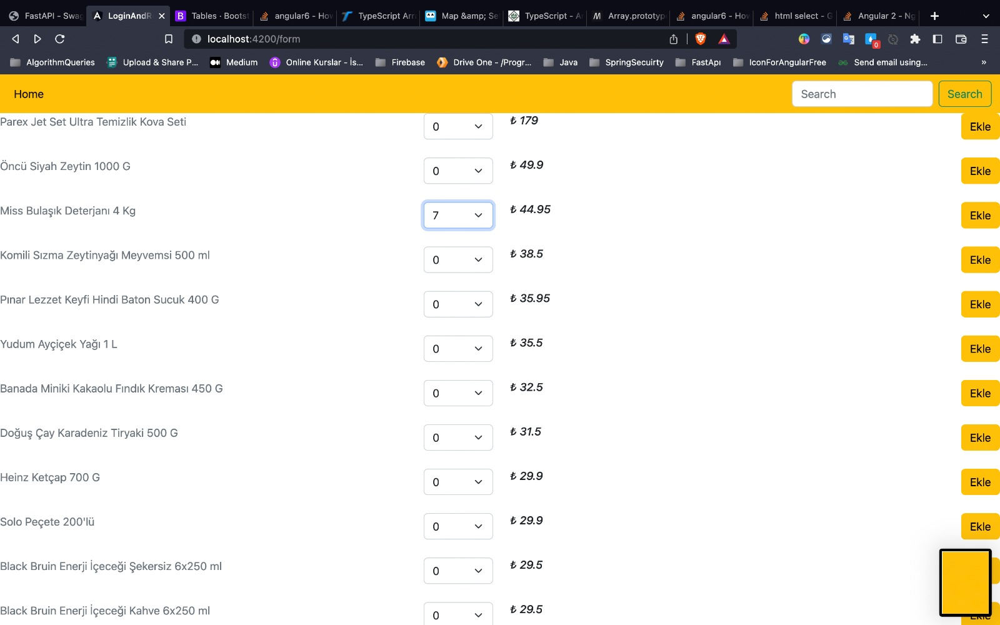 FastAPI - Swag
LoginAndR
Tables · Bootst
angular6 - How
TypeScript Arra
Map &amp; Se
TypeScript - A
Array.prototyp
angular6 - How
html select - G
Angular 2 - Ng
localhost:4200/form
0
AlgorithmQueries
Upload & Share P...
Medium
Online Kurslar - İs...
Firebase
Drive One - /Progr...
Java
SpringSecuirty
FastApı
IconForAngularFree
Send email using...
»
Home
Search
Search
Parex Jet Set Ultra Temizlik Kova Seti 0 ₺ 179 Ekle
Öncü Siyah Zeytin 1000 G 0 ₺ 49.9 Ekle
Miss Bulaşık Deterjanı 4 Kg 7 ₺ 44.95 Ekle
Komili Sızma Zeytinyağı Meyvemsi 500 ml 0 ₺ 38.5 Ekle
Pınar Lezzet Keyfi Hindi Baton Sucuk 400 G 0 ₺ 35.95 Ekle
Yudum Ayçiçek Yağı 1 L 0 ₺ 35.5 Ekle
Banada Miniki Kakaolu Fındık Kreması 450 G 0 ₺ 32.5 Ekle
Doğuş Çay Karadeniz Tiryaki 500 G 0 ₺ 31.5 Ekle
Heinz Ketçap 700 G 0 ₺ 29.9 Ekle
Solo Peçete 200'lü 0 ₺ 29.9 Ekle
Black Bruin Enerji İçeceği Şekersiz 6x250 ml 0 ₺ 29.5
Black Bruin Enerji İçeceği Kahve 6x250 ml 0 ₺ 29.5 Ekle